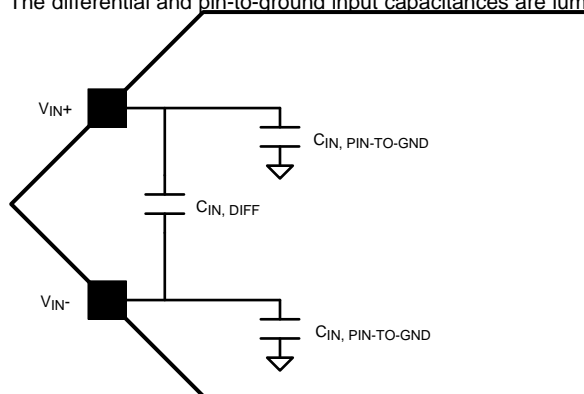 The differential and pin-to-ground input capacitances are lum
VIN+
CIN, PIN-TO-GND
CIN, DIFF
VIN-
CIN, PIN-TO-GND